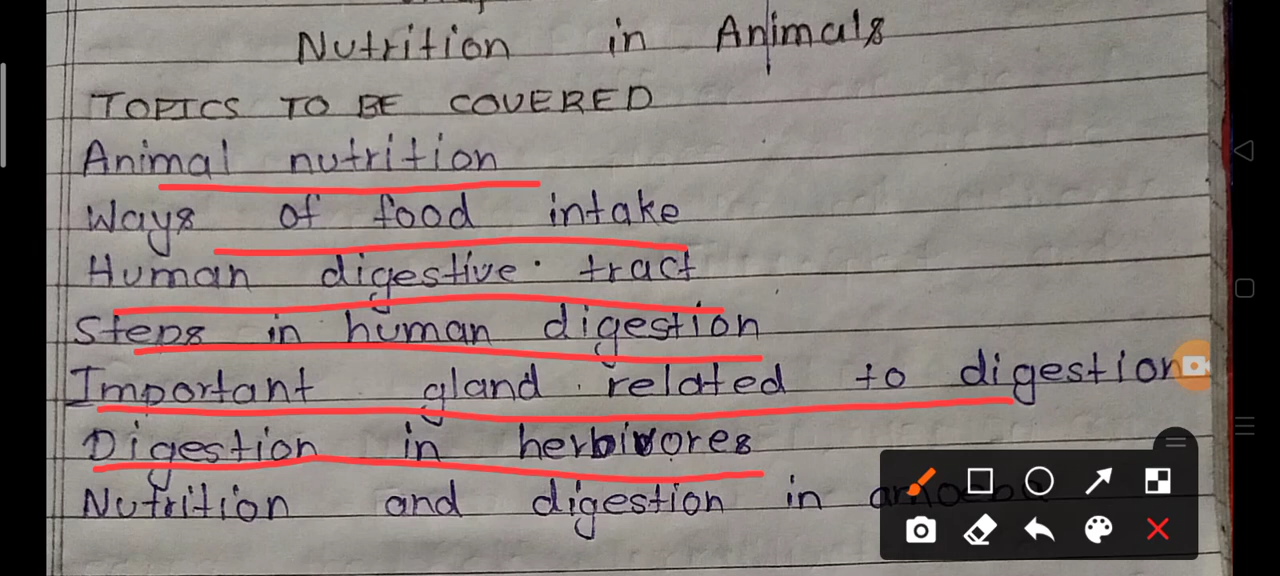 Nutrition in Animals
TOPICS TO BE COVERED
Animal nutrition
Ways of food intake
Human digestive tract
Steps in human digestion
Important gland related to digestion
Digestion in herbivores
Nutrition and digestion in amoeba